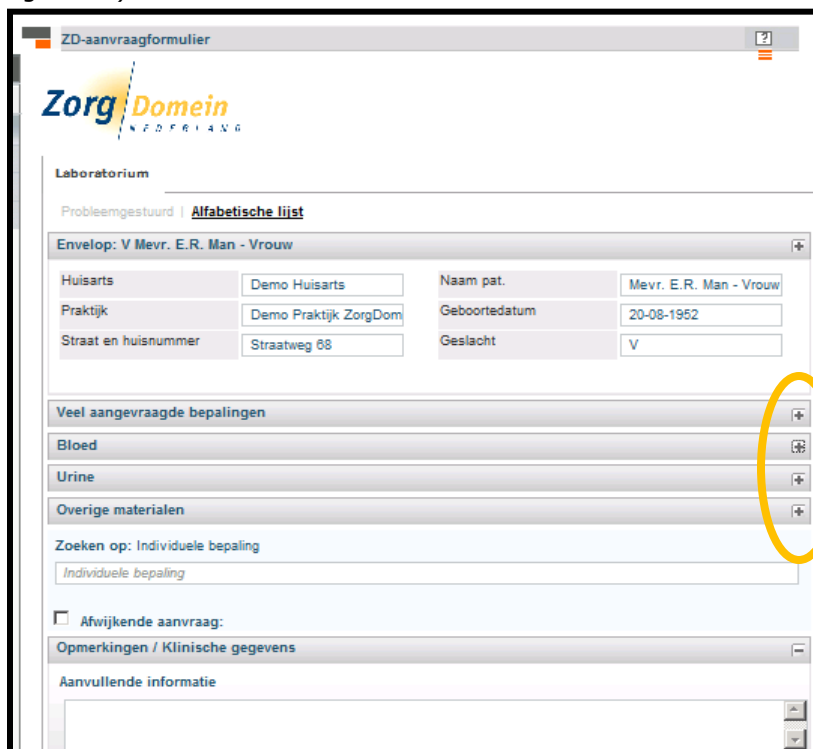 ZD-aanvraagformulier ?
Zorg Domein
NEDERLAND
Laboratorium
Probleemgestuurd | Alfabetische lijst
Envelop: V Mevr. E.R. Man - Vrouw
Huisarts Demo Huisarts Naam pat. Mevr. E.R. Man - Vrouw
Praktijk Demo Praktijk ZorgDom Geboortedatum 20-08-1952
Straat en huisnummer Straatweg 68 Geslacht V
Veel aangevraagde bepalingen
Bloed
Urine
Overige materialen
Zoeken op: Individuele bepaling
Individuele bepaling
Afwijkende aanvraag:
Opmerkingen / Klinische gegevens
Aanvullende informatie